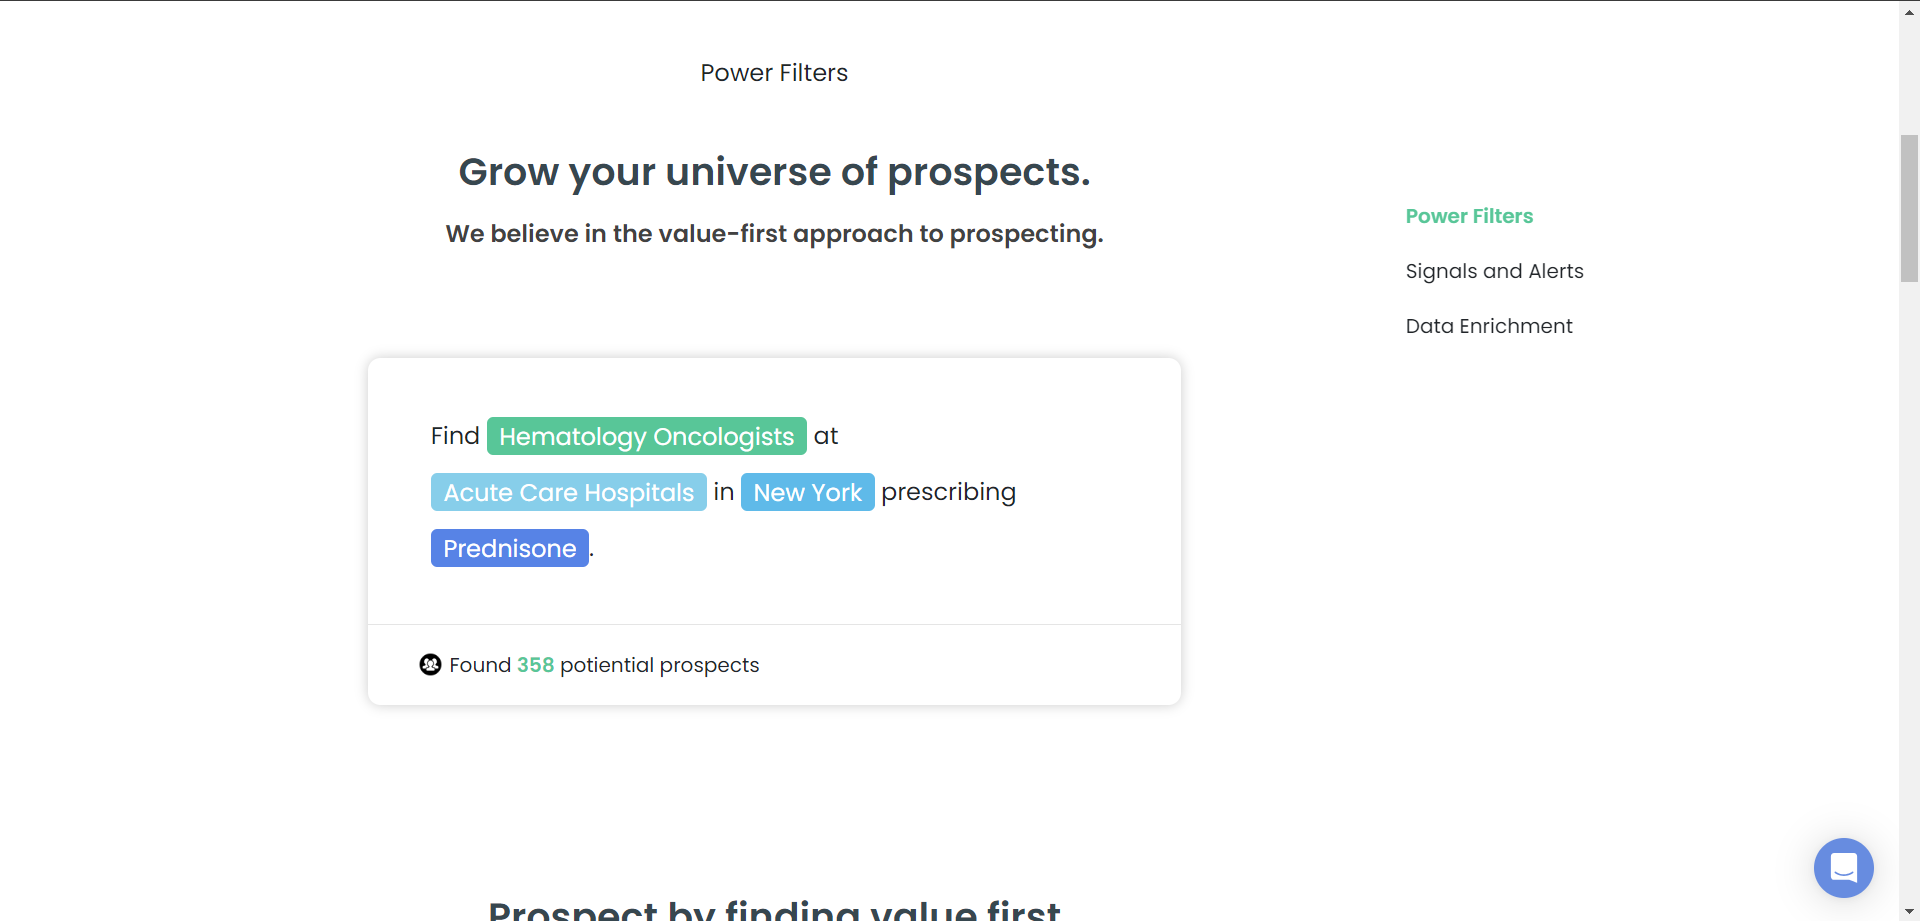 Power Filters
Grow your universe of prospects.
We believe in the value-first approach to prospecting.
Power Filters
Signals and Alerts
Data Enrichment
Find Hematology Oncologists at
Acute Care Hospitals in New York prescribing
Prednisone.
Found 358 potiential prospects
Prospect by finding value first